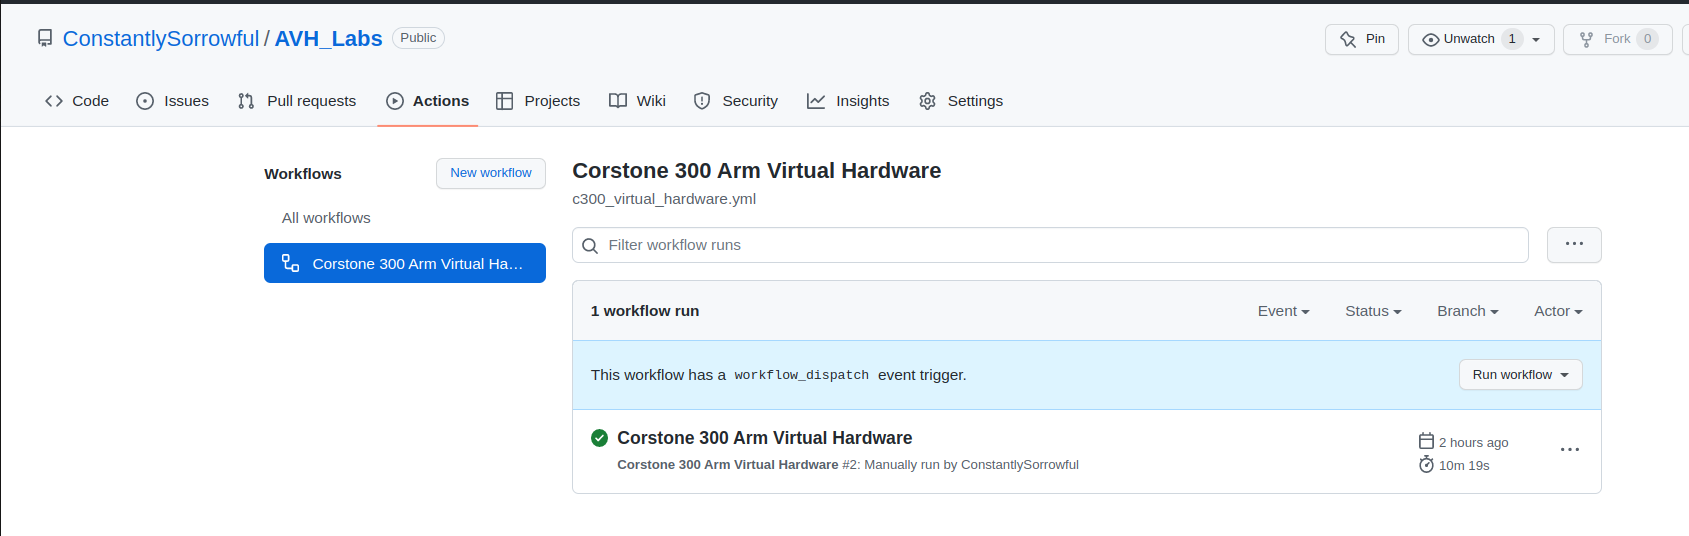 ConstantlySorrowful / AVH_Labs Public
Pin Unwatch 1 Fork 0
Code Issues Pull requests Actions Projects Wiki Security Insights Settings
Workflows New workflow
All workflows
Corstone 300 Arm Virtual Ha...
Corstone 300 Arm Virtual Hardware
c300_virtual_hardware.yml
Filter workflow runs
1 workflow run Event Status Branch Actor
This workflow has a workflow_dispatch event trigger. Run workflow
Corstone 300 Arm Virtual Hardware
Corstone 300 Arm Virtual Hardware #2: Manually run by ConstantlySorrowful
2 hours ago
10m 19s